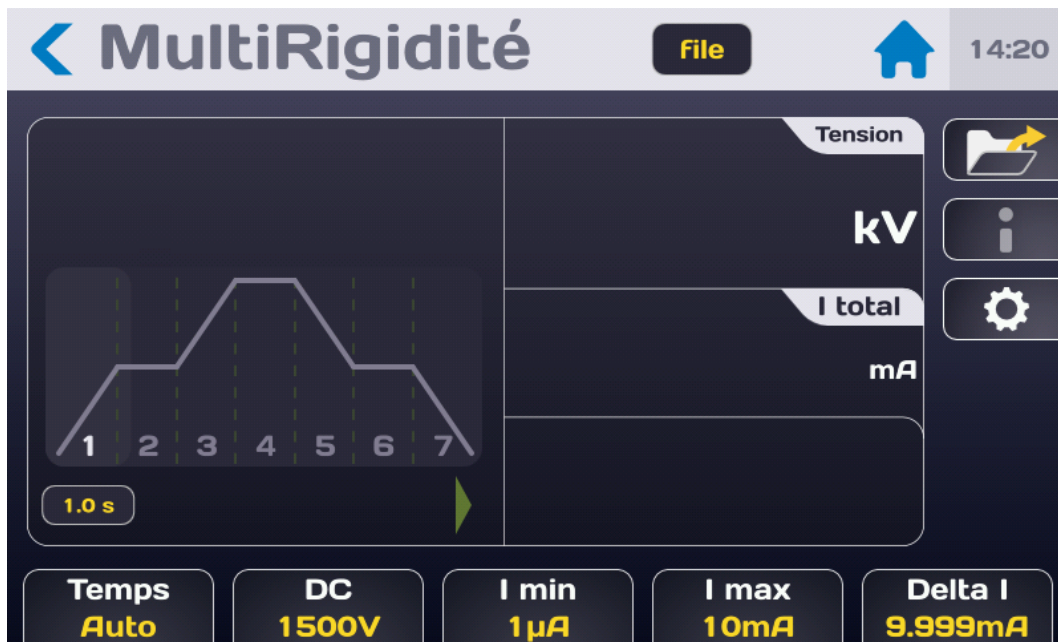 MultiRigidité
File
14:20
Tension
kV
I total
mA
1 2 3 4 5 6 7
1.0 s
Temps
Auto
DC
1500V
I min
1µA
I max
10mA
Delta I
9.999mA